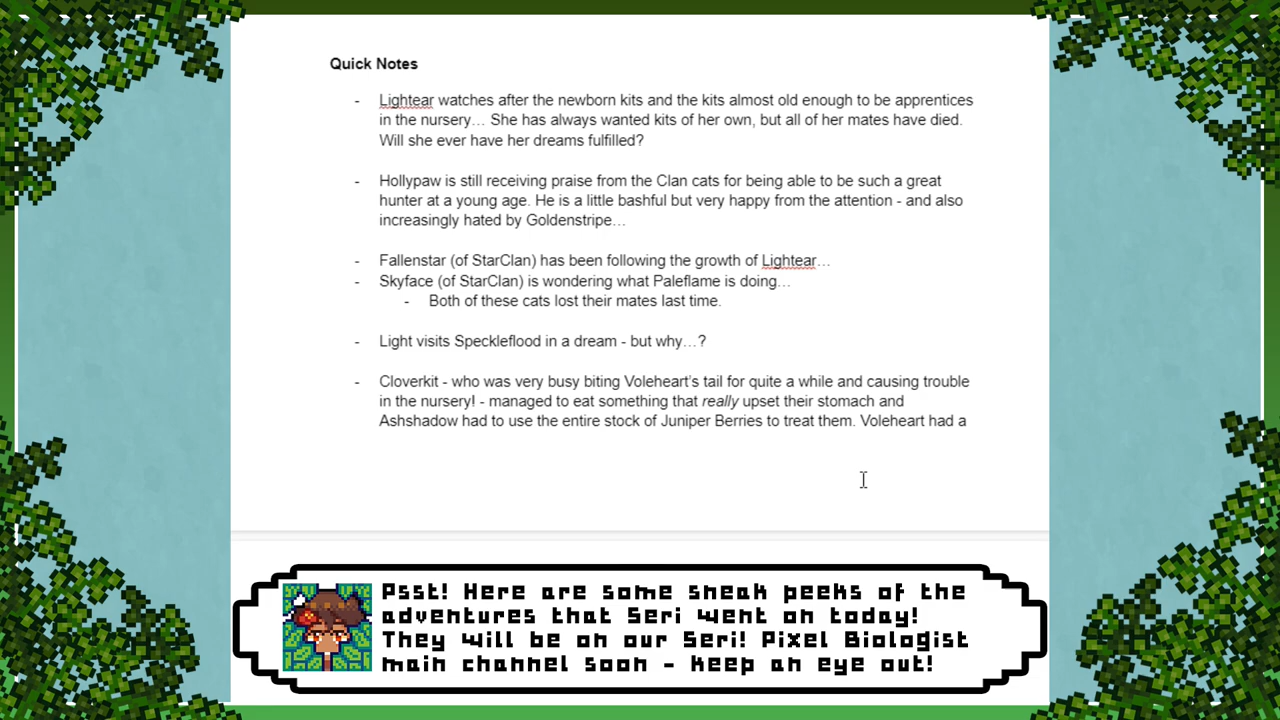 Quick Notes
- Lightear watches after the newborn kits and the kits almost old enough to be apprentices
in the nursery... She has always wanted kits of her own, but all of her mates have died.
Will she ever have her dreams fulfilled?
- Hollypaw is still receiving praise from the Clan cats for being able to be such a great
hunter at a young age. He is a little bashful but very happy from the attention - and also
increasingly hated by Goldenstripe...
- Fallenstar (of StarClan) has been following the growth of Lightear...
- Skyface (of StarClan) is wondering what Paleflame is doing...
- Both of these cats lost their mates last time.
- Light visits Speckleflood in a dream - but why...?
- Cloverkit - who was very busy biting Voleheart's tail for quite a while and causing trouble
in the nursery! - managed to eat something that really upset their stomach and
Ashshadow had to use the entire stock of Juniper Berries to treat them. Voleheart had a
Psst! Here are some sneak peeks of the
adventures that Seri went on today!
They will be on our Seri! Pixel Biologist
main channel soon - keep an eye out!